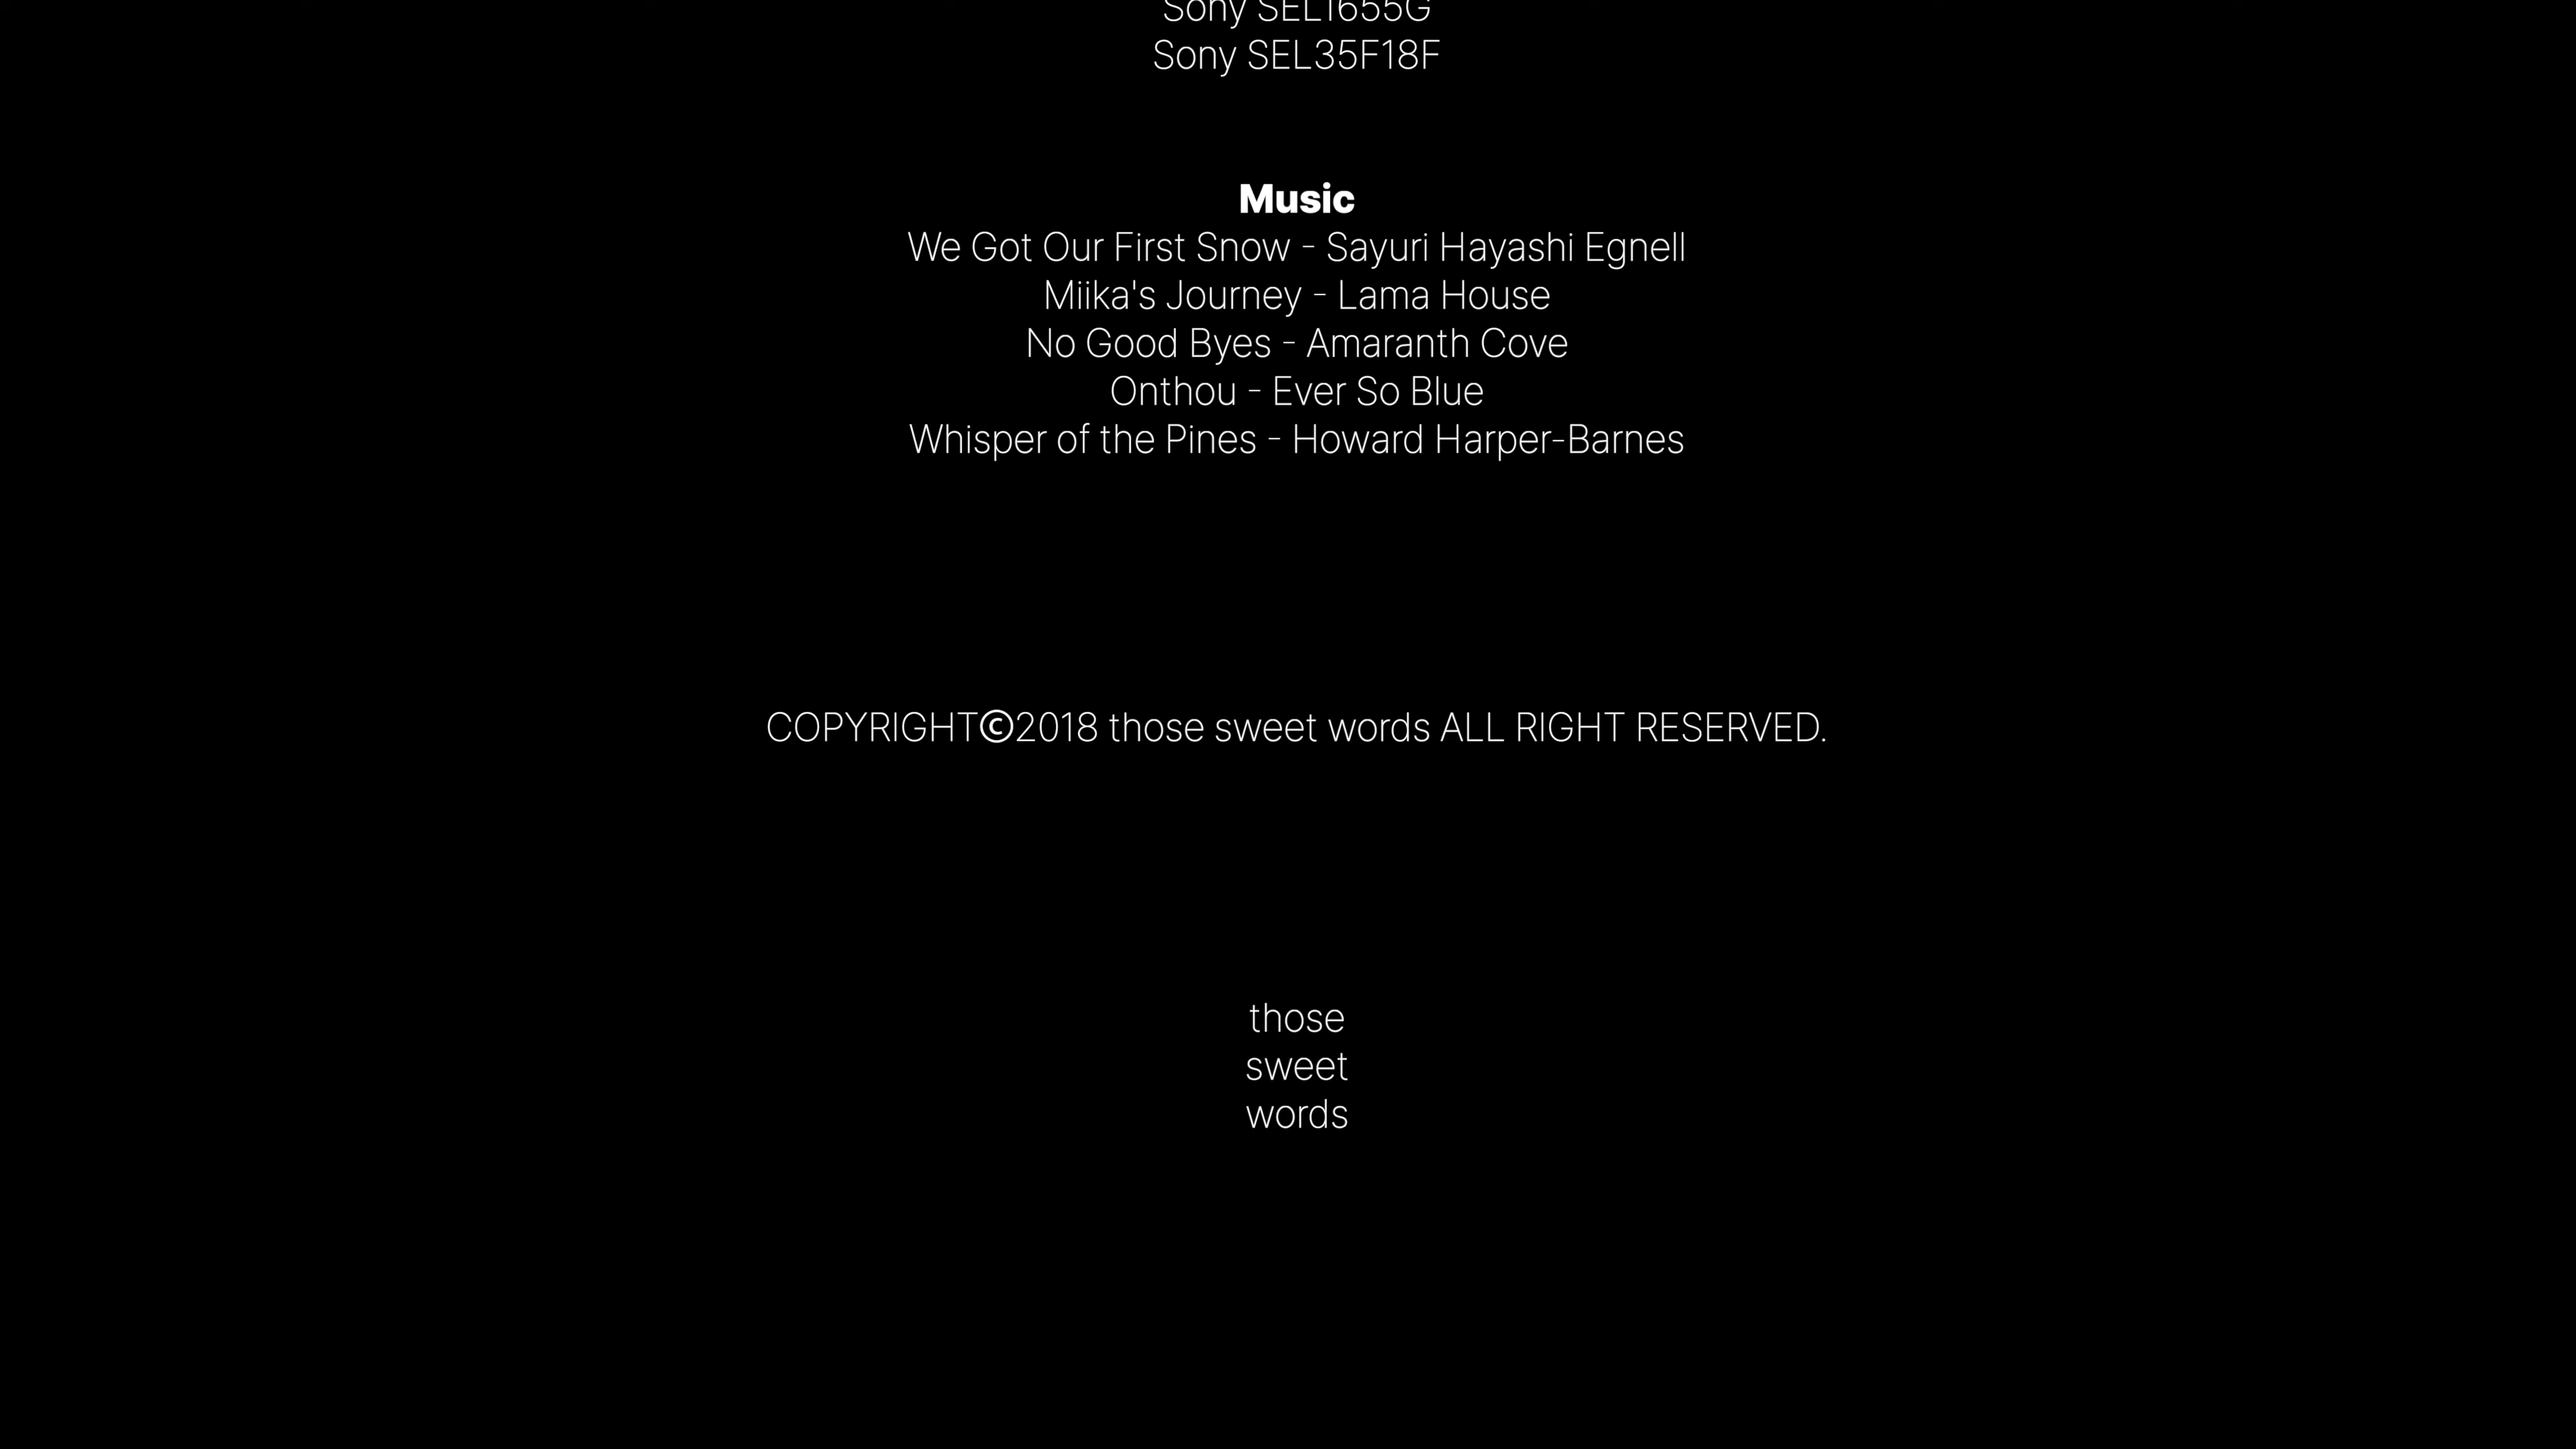 Sony SEL1655G
Sony SEL35F18F
Music
We Got Our First Snow - Sayuri Hayashi Egnell
Miika's Journey - Lama House
No Good Byes - Amaranth Cove
Onthou - Ever So Blue
Whisper of the Pines - Howard Harper-Barnes
COPYRIGHT©2018 those sweet words ALL RIGHT RESERVED.
those
sweet
words